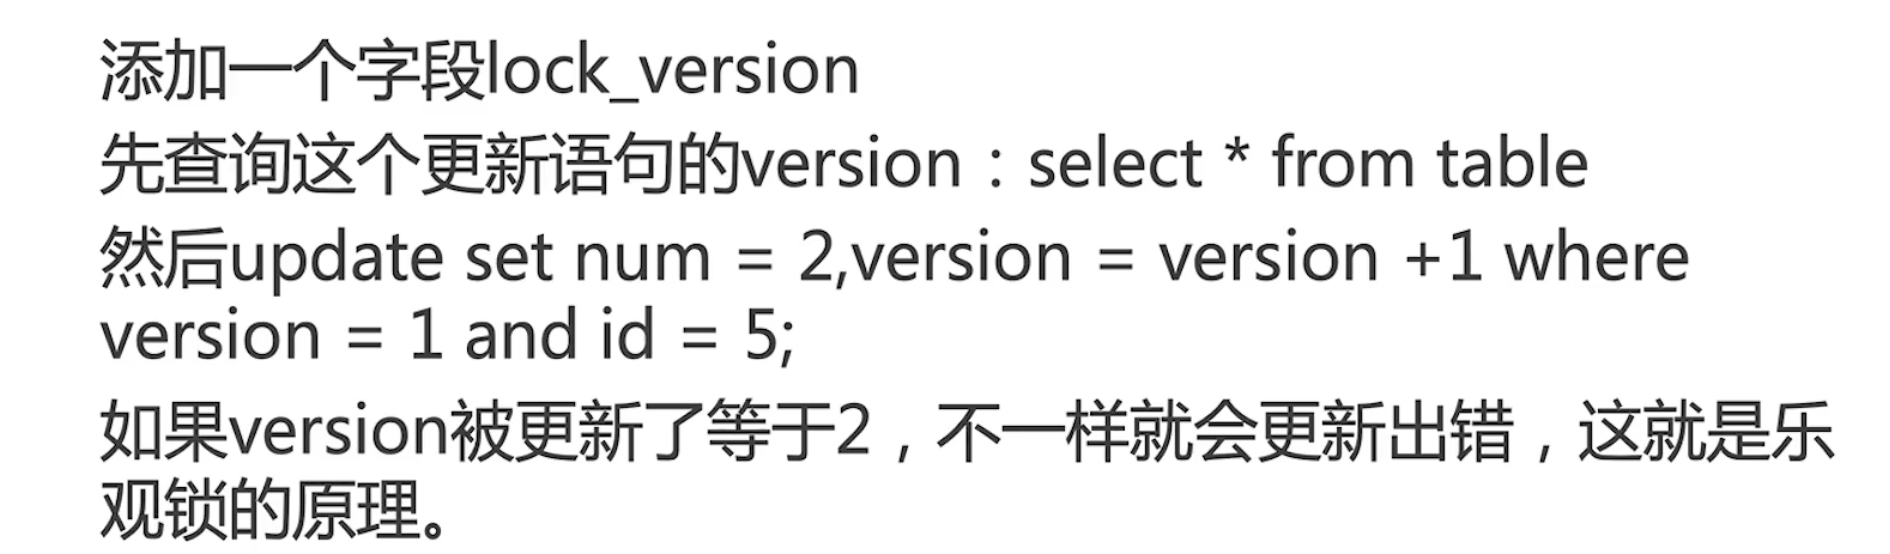 添加一个字段lock_version
先查询这个更新语句的version：select * from table
然后update set num = 2,version = version +1 where
version = 1 and id = 5;
如果version被更新了等于2，不一样就会更新出错，这就是乐
观锁的原理。